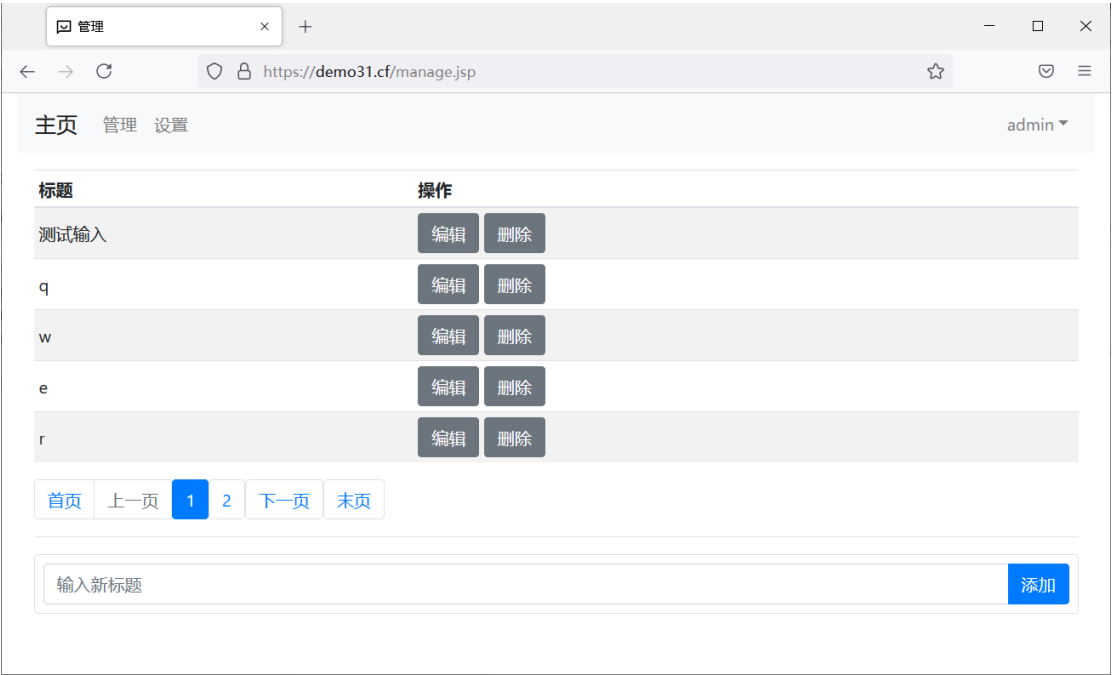 管理
https://demo31.cf/manage.jsp
主页 管理 设置 admin
标题 操作
测试输入 编辑 删除
q 编辑 删除
w 编辑 删除
e 编辑 删除
r 编辑 删除
首页 上一页 1 2 下一页 末页
输入新标题 添加